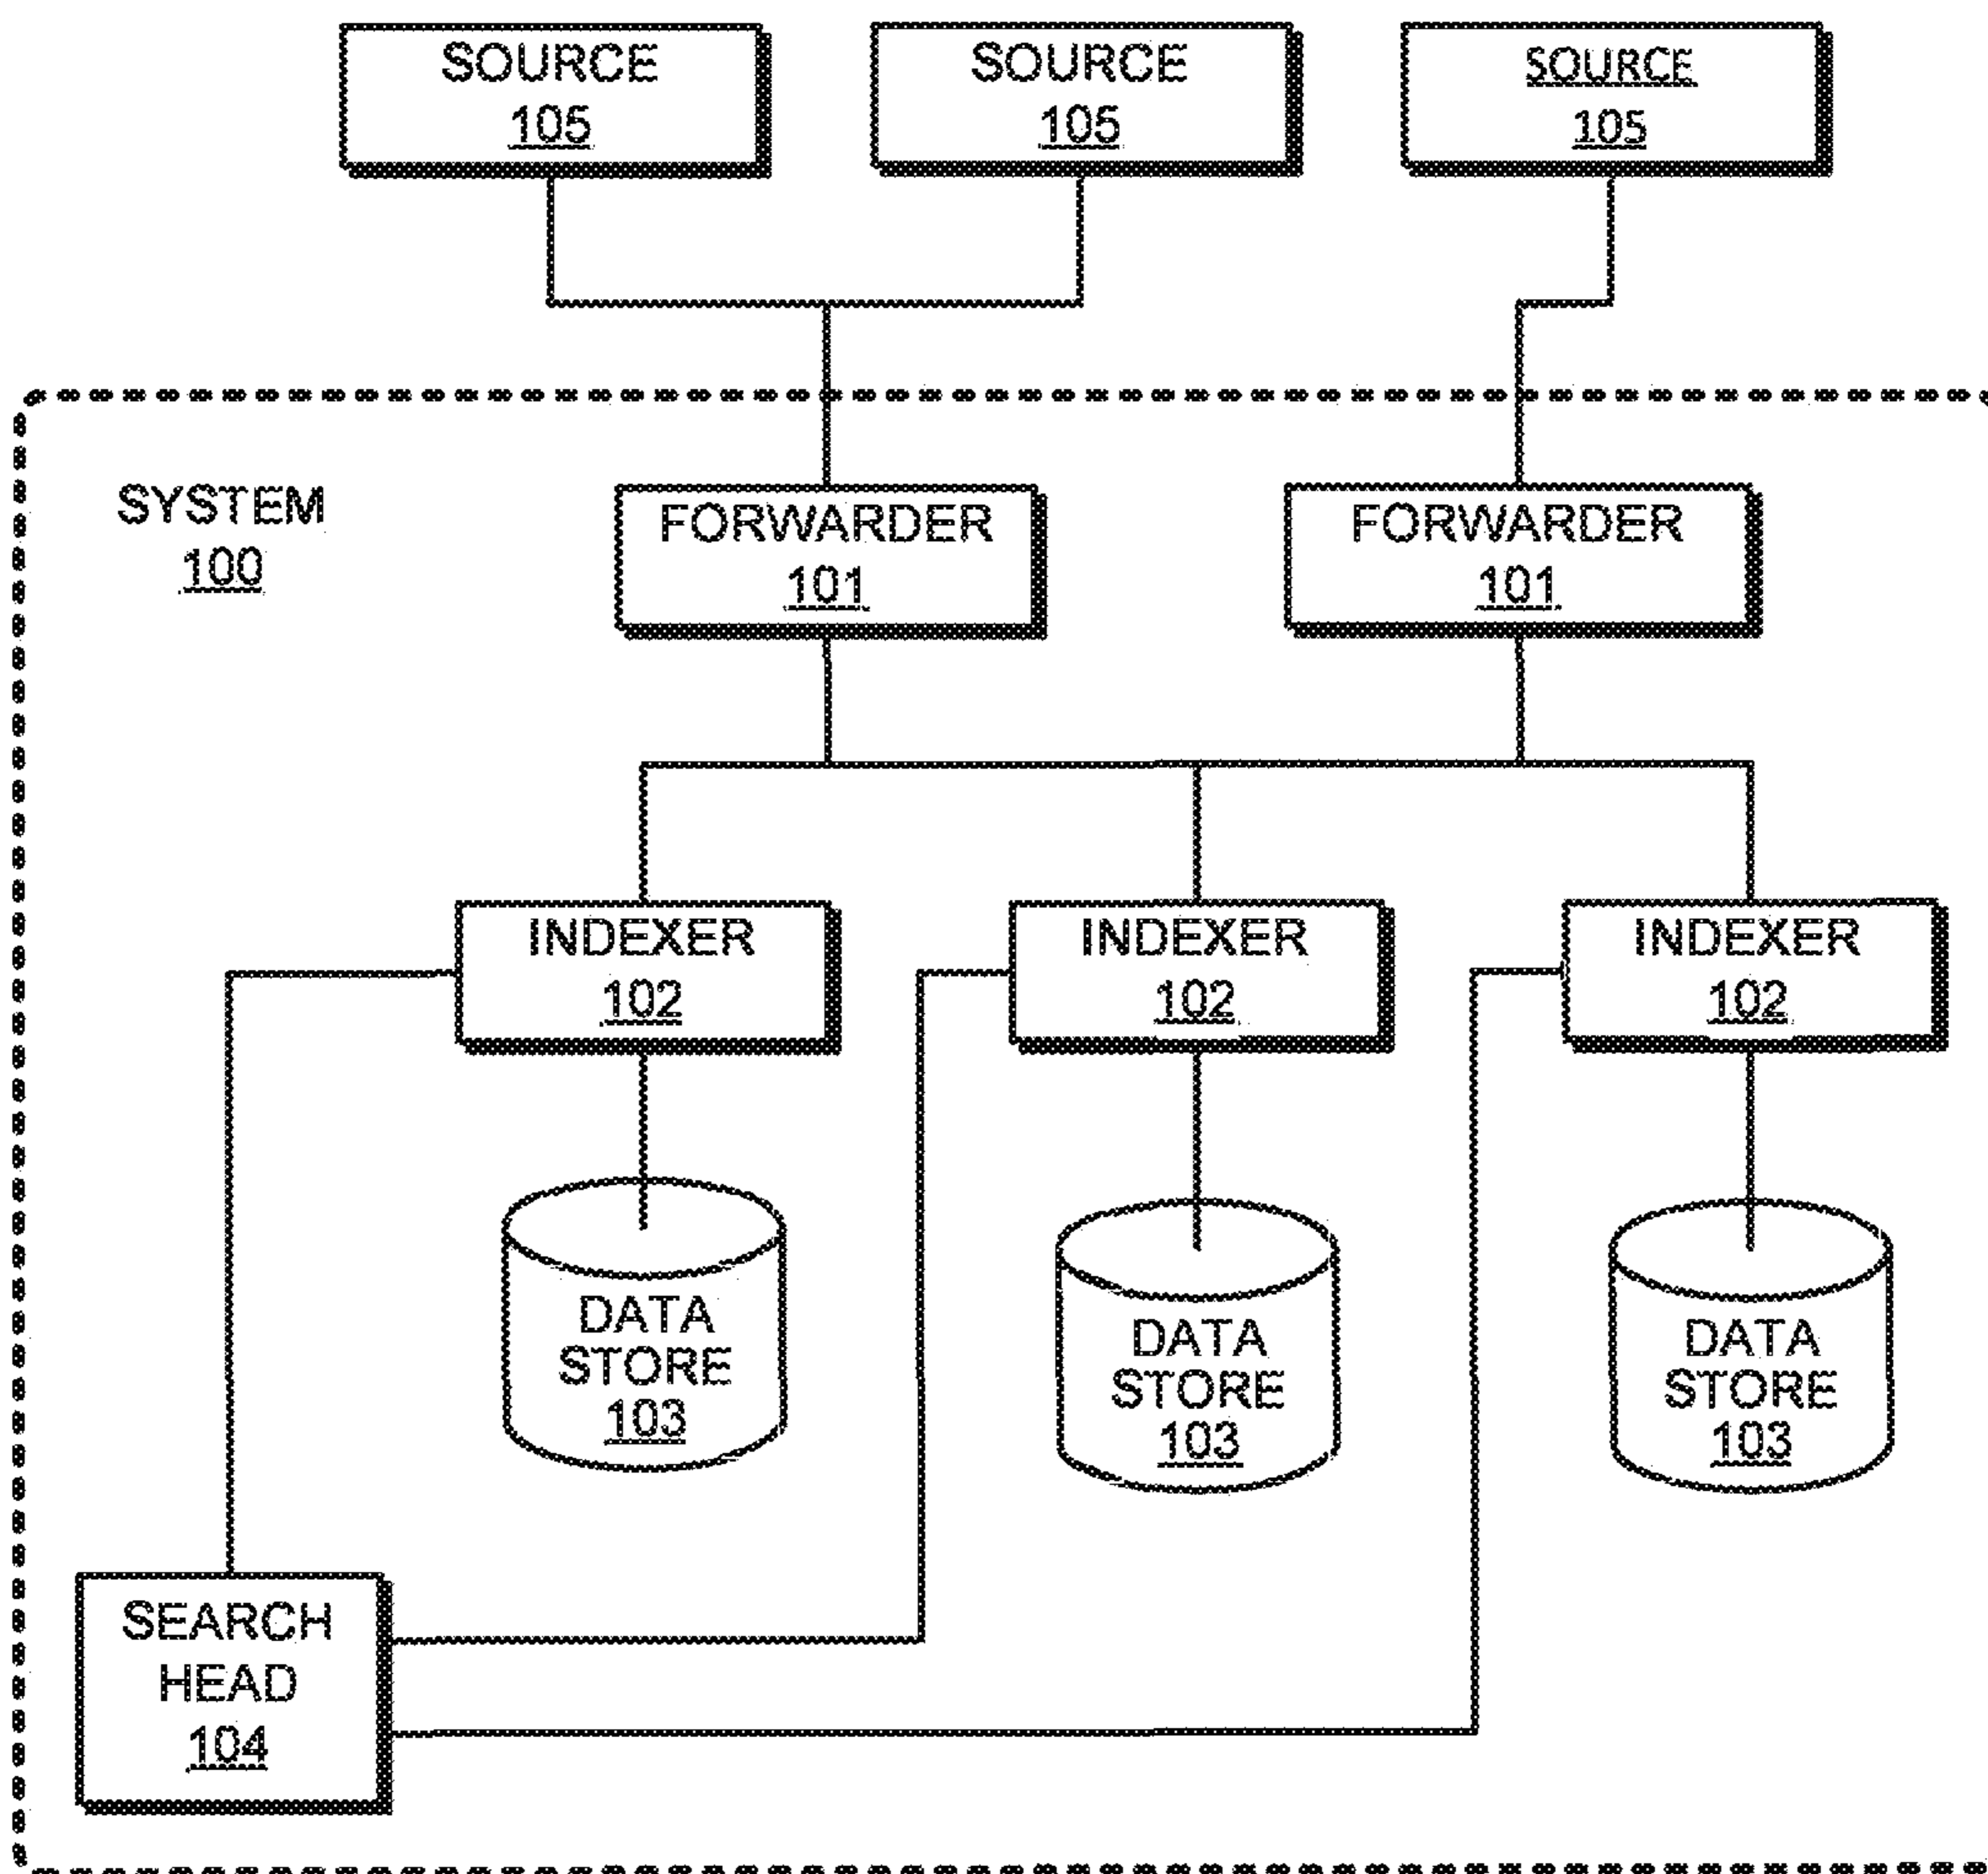 SOURCE
105
SOURCE
105
SOURCE
105
SYSTEM
100
FORWARDER
101
FORWARDER
101
INDEXER
102
INDEXER
102
INDEXER
102
DATA
STORE
103
DATA
STORE
103
DATA
STORE
103
SEARCH
HEAD
104